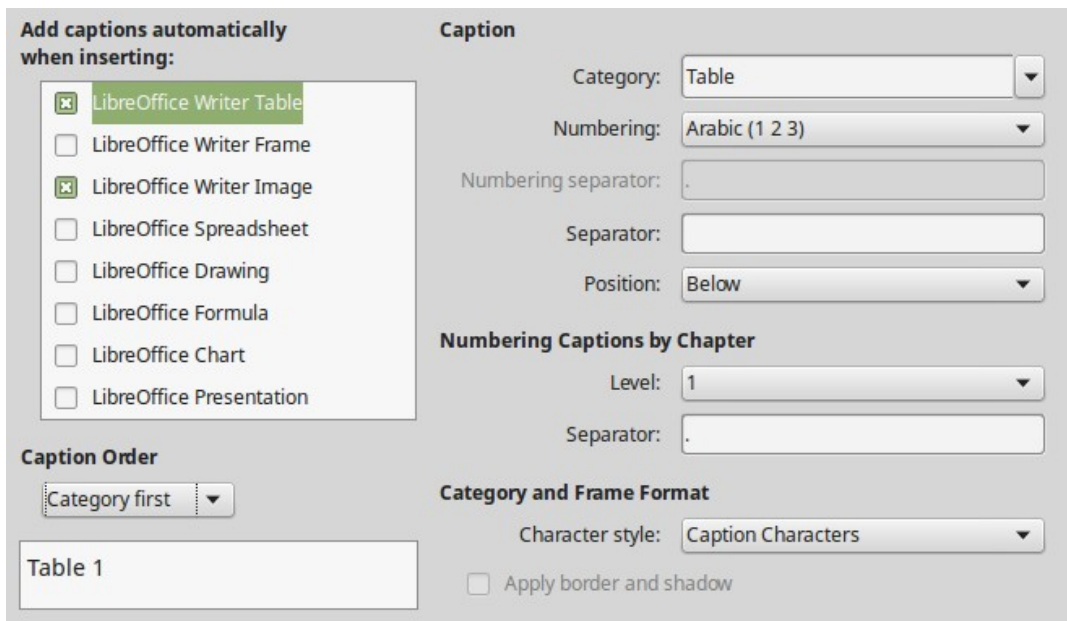 Add captions automatically
when inserting:
LibreOffice Writer Table
LibreOffice Writer Frame
LibreOffice Writer Image
LibreOffice Spreadsheet
LibreOffice Drawing
LibreOffice Formula
LibreOffice Chart
LibreOffice Presentation
Caption Order
Category first
Table 1
Caption
Category: Table
Numbering: Arabic (1 2 3)
Numbering separator: .
Separator:
Position: Below
Numbering Captions by Chapter
Level: 1
Separator: .
Category and Frame Format
Character style: Caption Characters
Apply border and shadow